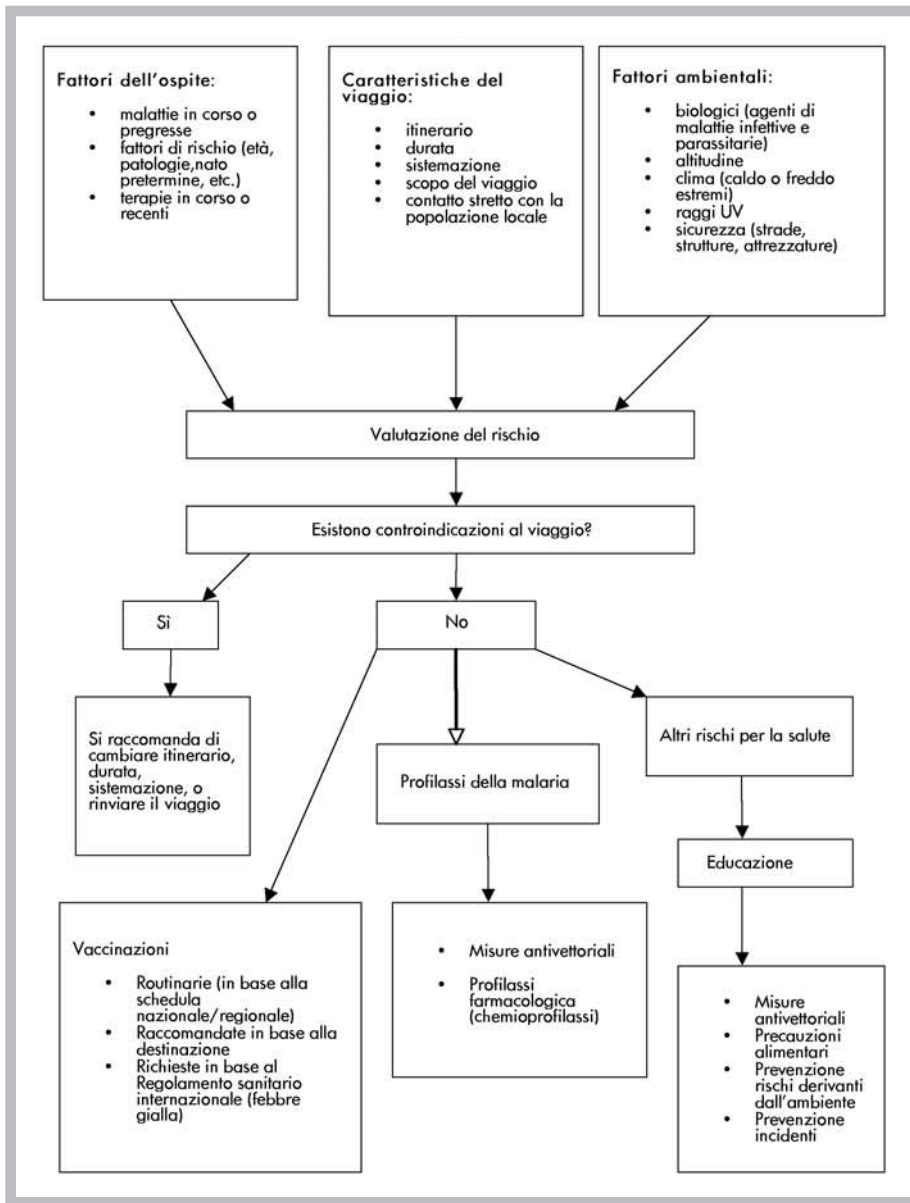 Fattori dell'ospite:
• malattie in corso o
pregresse
• fattori di rischio (età,
patologie,nato
pretermine, etc.)
• terapie in corso o
recenti
Caratteristiche del
viaggio:
• itinerario
• durata
• sistemazione
• scopo del viaggio
• contatto stretto con la
popolazione locale
Fattori ambientali:
• biologici (agenti di
malattie infettive e
parassitarie)
• altitudine
• clima (caldo o freddo
estremi)
• raggi UV
• sicurezza (strade,
strutture, attrezzature)
Valutazione del rischio
Esistono controindicazioni al viaggio?
Sì
No
Si raccomanda di
cambiare itinerario,
durata,
sistemazione, o
rinviare il viaggio
Profilassi della malaria
Altri rischi per la salute
Educazione
Vaccinazioni
• Routinarie (in base alla
schedula
nazionale/regionale)
• Raccomandate in base alla
destinazione
• Richieste in base al
Regolamento sanitario
internazionale (febbre
gialla)
• Misure antivettoriali
• Profilassi
farmacologica
(chemioprofilassi)
• Misure
antivettoriali
• Precauzioni
alimentari
• Prevenzione
rischi derivanti
dall'ambiente
• Prevenzione
incidenti